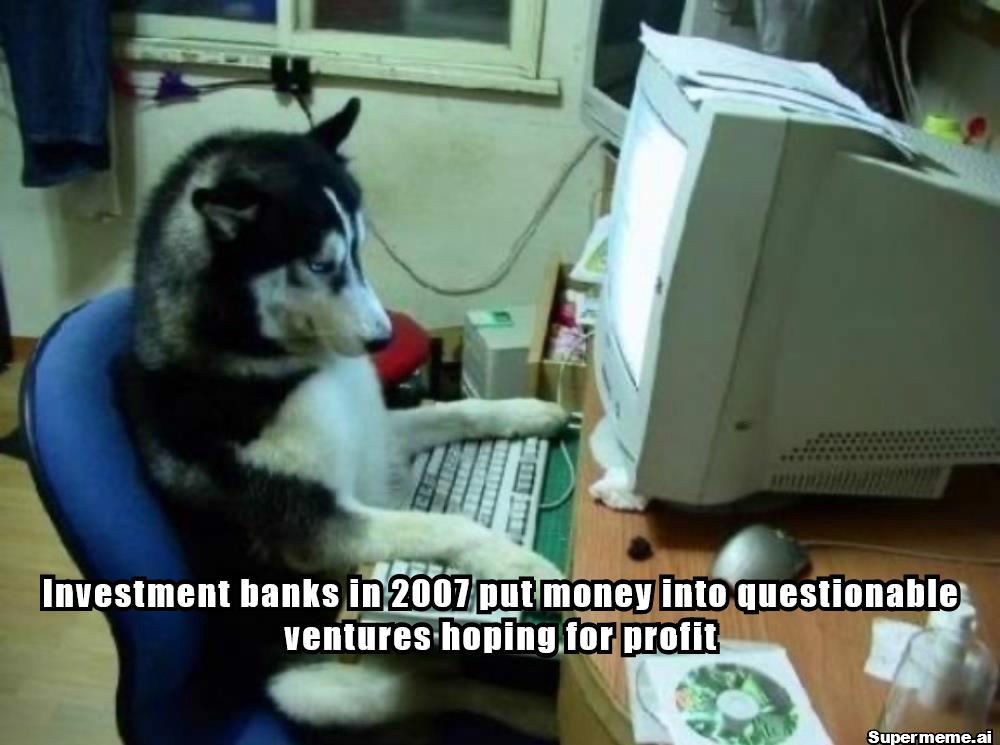 Investment banks in 2007 put money into questionable
ventures hoping for profit
Supermeme.ai